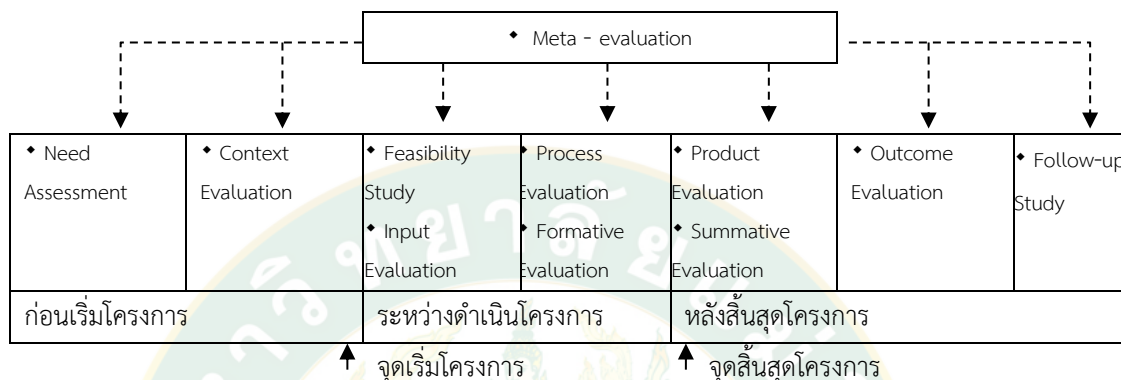 ◆ Meta - evaluation
◆ Need
Assessment
◆ Context
Evaluation
◆ Feasibility
Study
◆ Input
Evaluation
◆ Process
Evaluation
◆ Formative
Evaluation
◆ Product
Evaluation
◆ Summative
Evaluation
◆ Outcome
Evaluation
◆ Follow-up
Study
ก่อนเริ่มโครงการ
ระหว่างดำเนินโครงการ
หลังสิ้นสุดโครงการ
จุดเริ่มโครงการ
จุดสิ้นสุดโครงการ